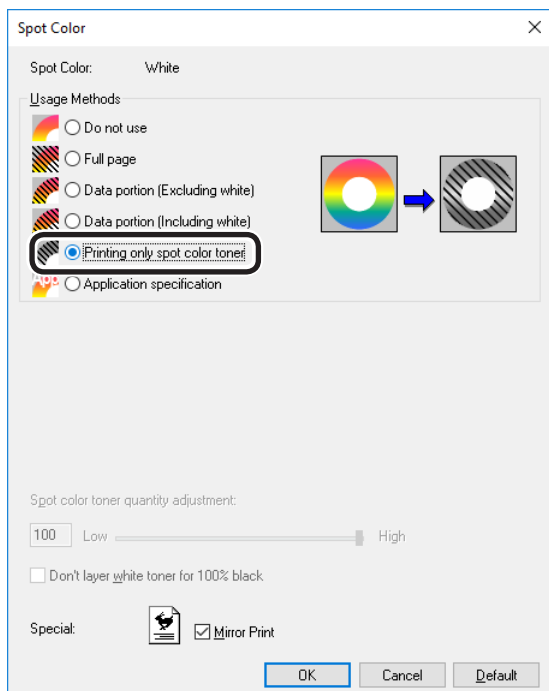 Spot Color
Spot Color: White
Usage Methods
Do not use
Full page
Data portion (Excluding white)
Data portion (Including white)
Printing only spot color toner
App
Application specification
Spot color toner quantity adjustment:
100 Low High
Don't layer white toner for 100% black
Special: Mirror Print
OK Cancel Default